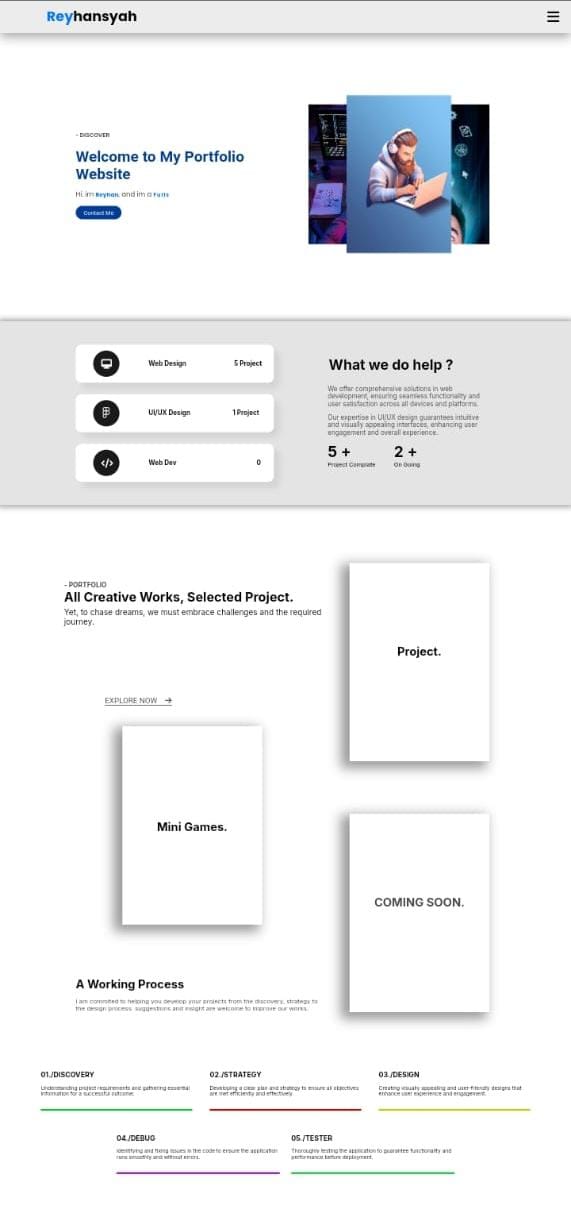 Reyhansyah
- DISCOVER
Welcome to My Portfolio
Website
Hi, im Reyhan, and im a
Contact Me
Web Design 5 Project
UI/UX Design 1 Project
Web Dev 0
What we do help ?
We offer comprehensive solutions in web
development, ensuring seamless functionality and
user satisfaction across all devices and platforms.
Our expertise in UI/UX design guarantees intuitive
and visually appealing interfaces, enhancing user
engagement and overall experience.
5 + 2 +
Project Complate On Going
- PORTFOLIO
All Creative Works, Selected Project.
Yet, to chase dreams, we must embrace challenges and the required
journey.
Project.
EXPLORE NOW →
Mini Games.
COMING SOON.
A Working Process
I am commited to helping you develop your projects from the discovery, strategy to
the design process. suggestions and insight are welcome to improve our works.
01./DISCOVERY
Understanding project requirements and gathering essential
information for a successful outcome.
02./STRATEGY
Developing a clear plan and strategy to ensure all objectives
are met efficiently and effectively.
03./DESIGN
Creating visually appealing and user-friendly designs that
enhance user experience and engagement.
04./DEBUG
Identifying and fixing issues in the code to ensure the application
runs smoothly and without errors.
05./TESTER
Thoroughly testing the application to guarantee functionality and
performance before deployment.